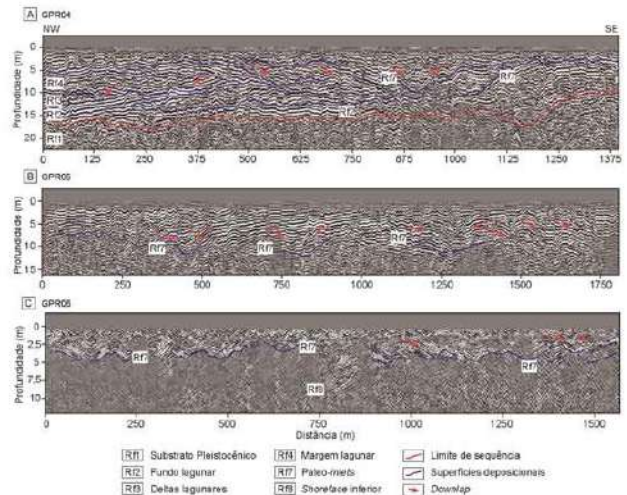 A GPR04
NW SE
Profundidade (m)
0
5
10
15
20
Rf4
Rf3
Rf2
Rf1
Rf7
Rf7
0 125 250 375 500 625 750 875 1000 1125 1250 1375
B GPR05
Profundidade (m)
0
5
10
15
Rf7
Rf7
Rf7
250 500 750 1000 1250 1500 1750
C GPR06
Profundidade (m)
0
2.5
5
7,5
10
Rf7
Rf7
Rf8
Rf7
0 250 500 750 1000 1250 1500
Distância (m)
Rf1 Substrato Pleistocênico
Rf2 Fundo lagunar
Rf3 Deltas lagunares
Rf4 Margem lagunar
Rf7 Paleo-inlets
Rf8 Shoreface inferior
Limite de sequência
Superfícies deposicionais
Downlap